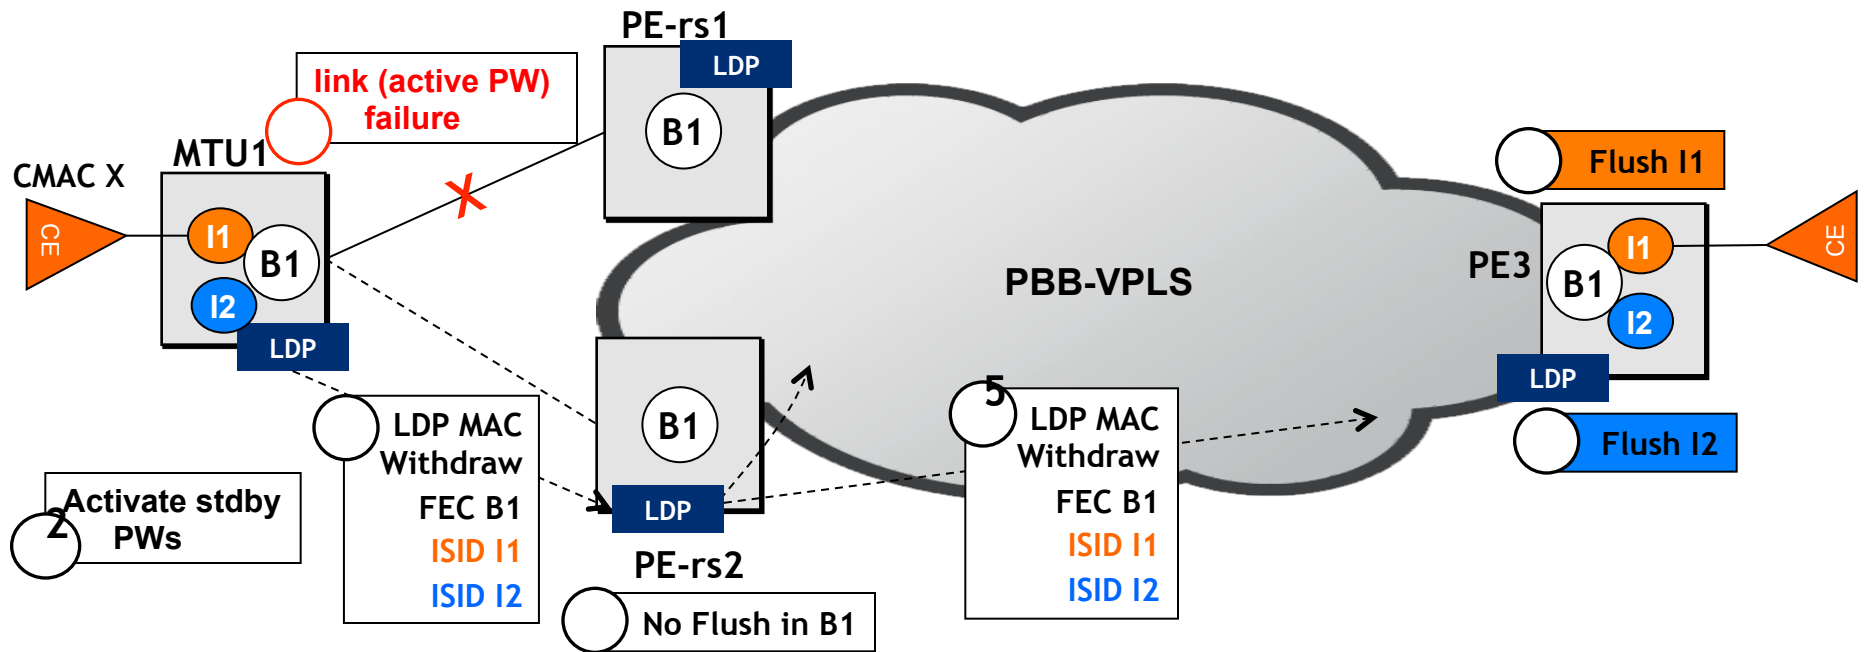 PE-rs1
LDP
B1
link (active PW)
failure
MTU1
CMAC X
CE
I1
B1
I2
LDP
X
PBB-VPLS
Flush I1
PE3
I1
B1
I2
CE
LDP
Flush I2
B1
LDP
PE-rs2
LDP MAC
Withdraw
FEC B1
ISID I1
ISID I2
5
LDP MAC
Withdraw
FEC B1
ISID I1
ISID I2
2
Activate stdby
PWs
No Flush in B1